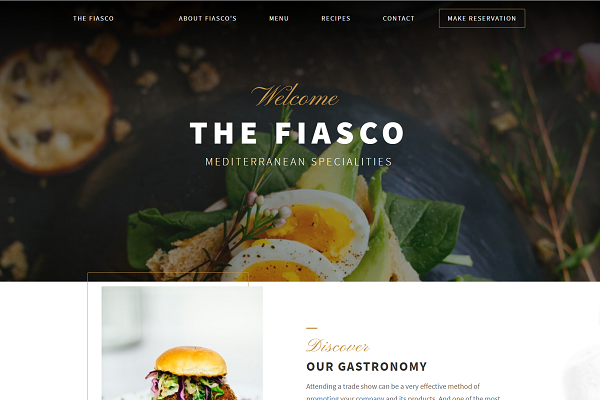 THE FIASCO ABOUT FIASCO'S MENU RECIPES CONTACT MAKE RESERVATION
Welcome
THE FIASCO
MEDITERRANEAN SPECIALITIES
Discover
OUR GASTRONOMY
Attending a trade show can be a very effective method of
promoting your company and its products. And one of the most